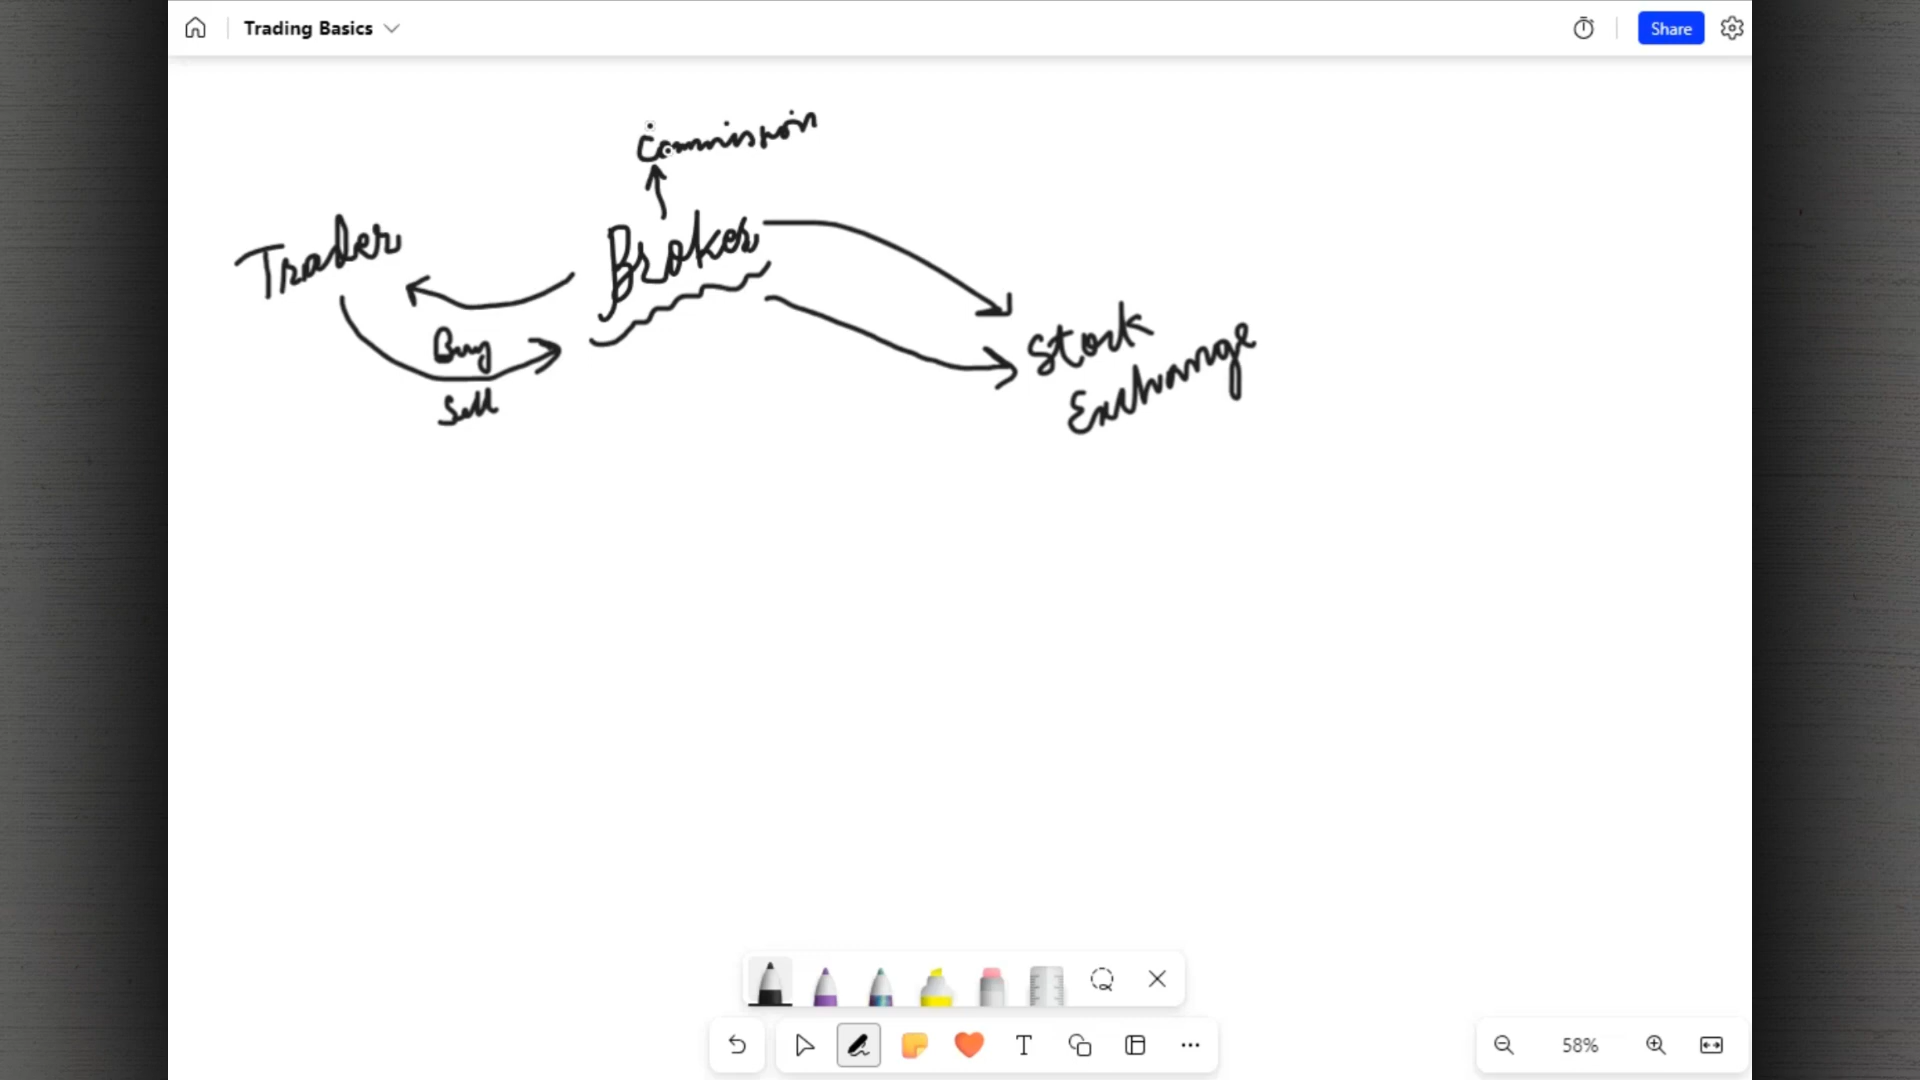 Trading Basics
Share
Commission
Trader
Broker
Buy
Sell
Stock
Exchange
58%